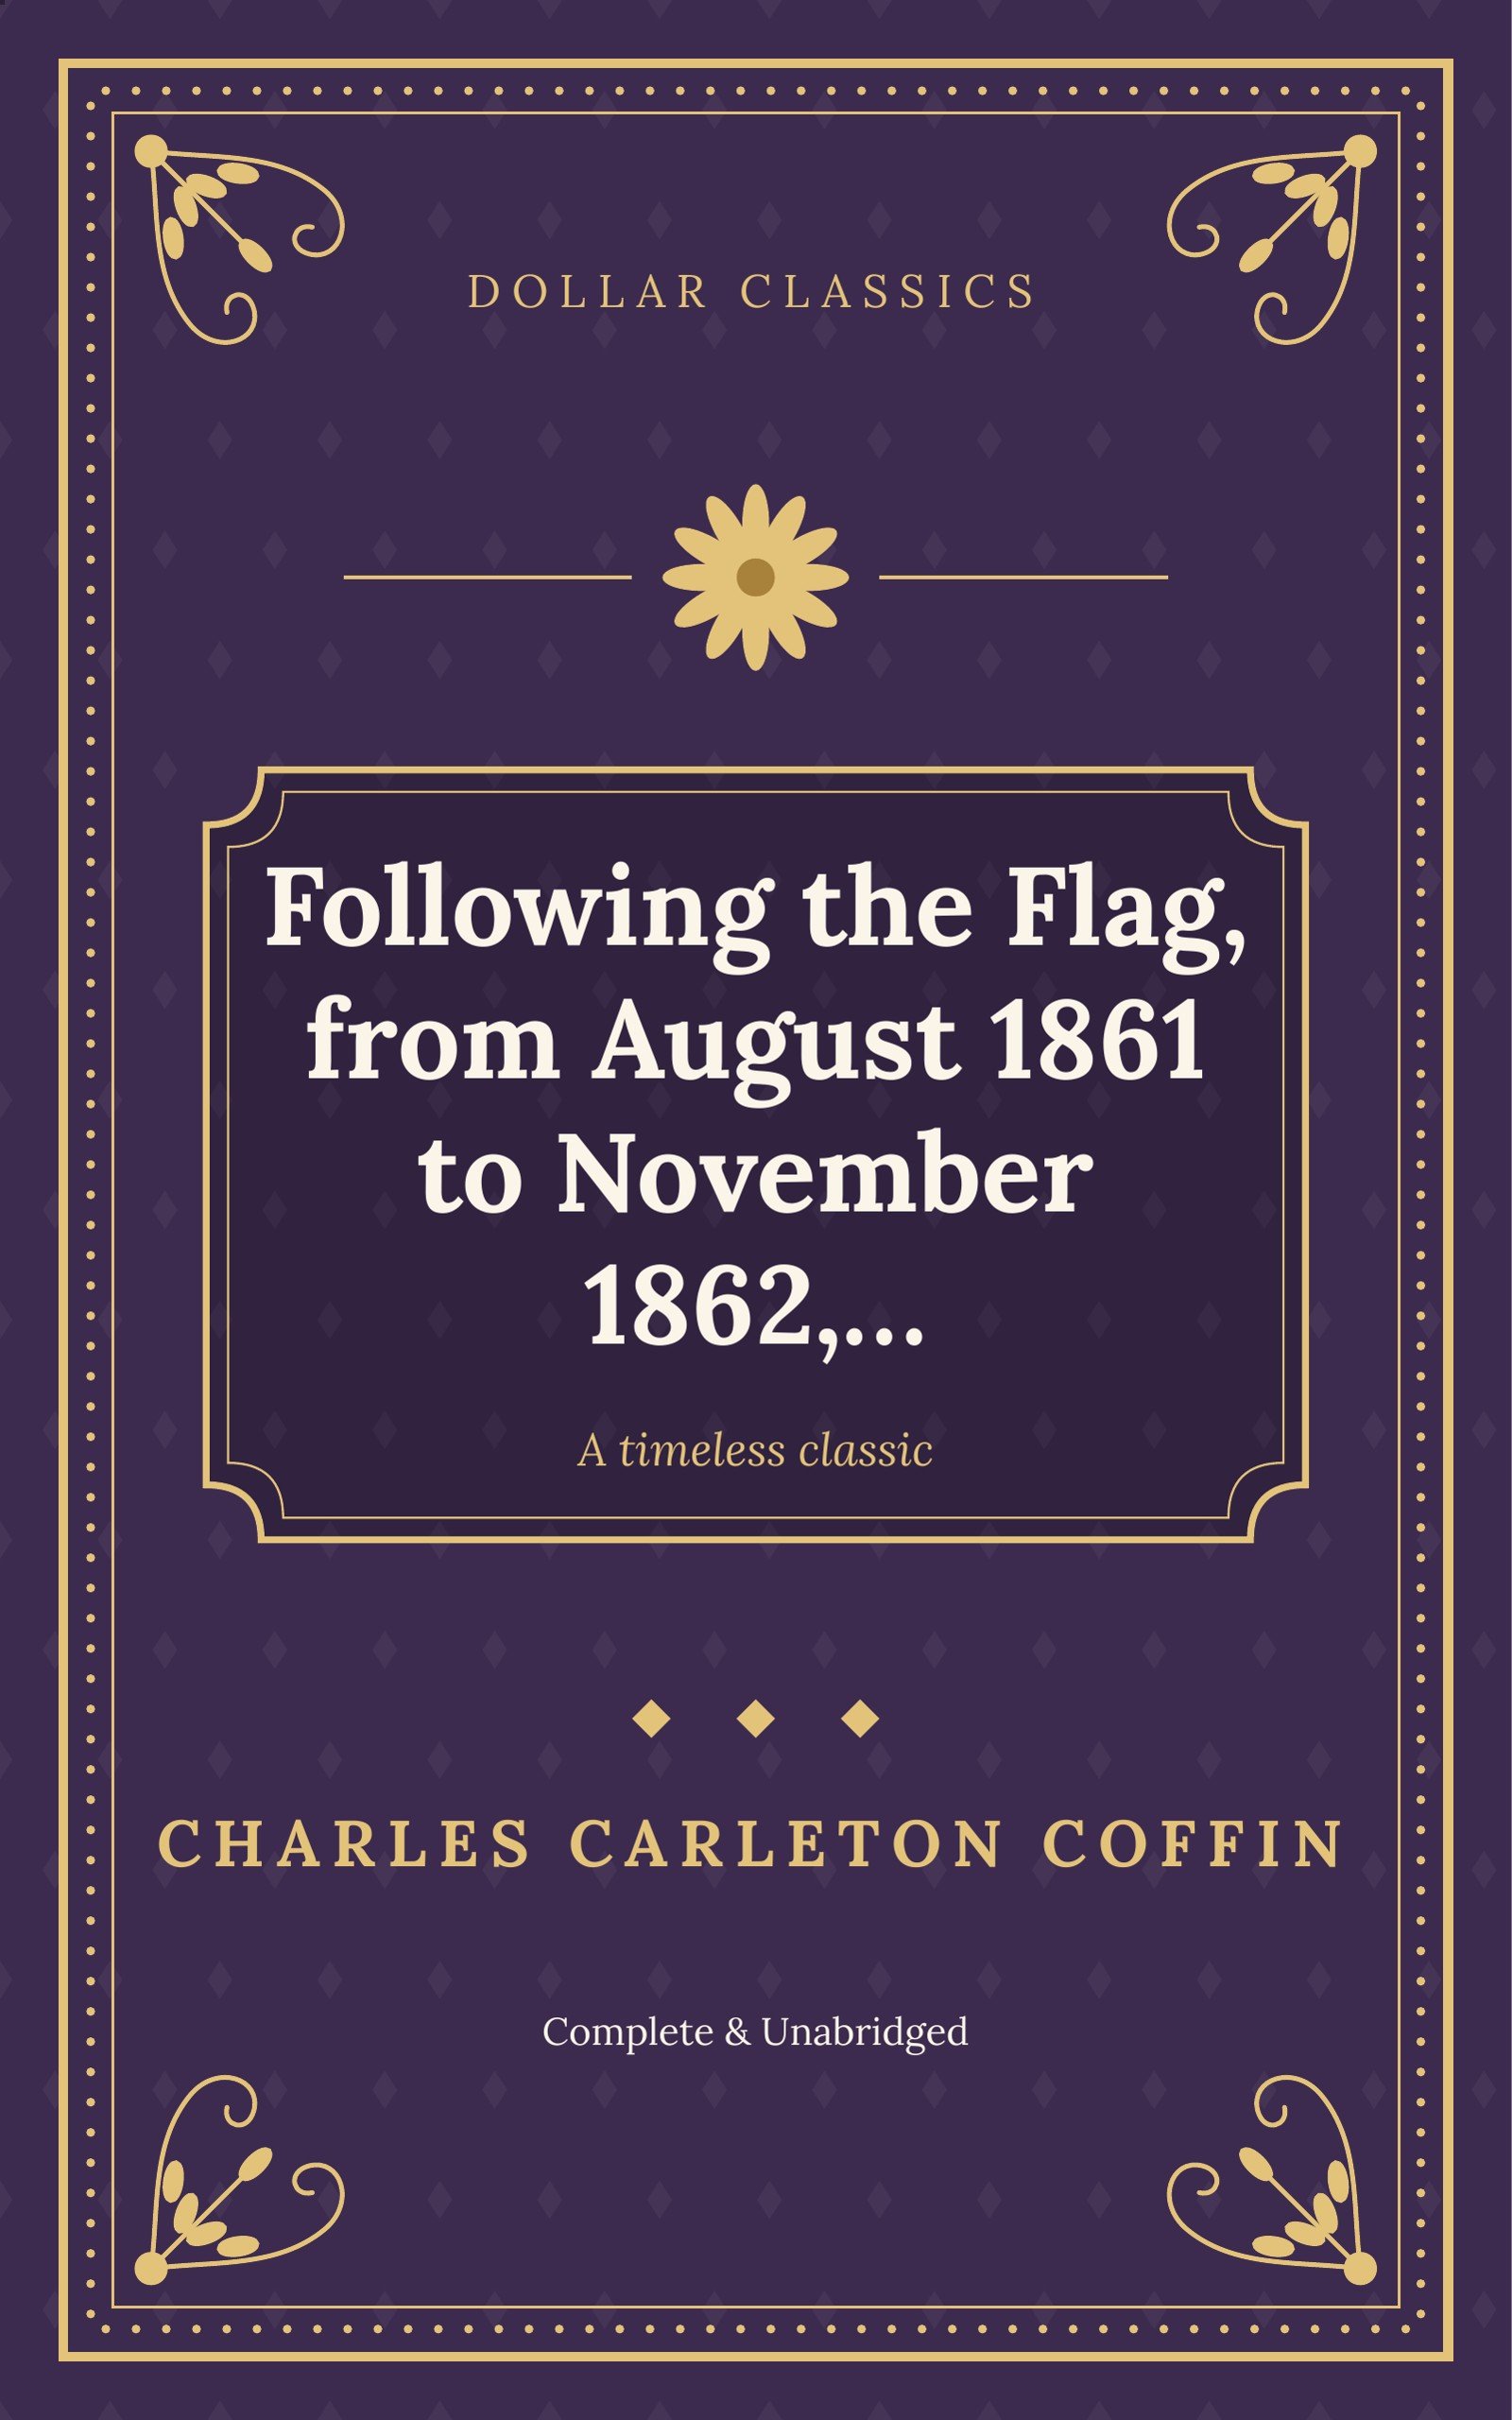 DOLLAR CLASSICS
Following the Flag,
from August 1861
to November
1862,...
A timeless classic
CHARLES CARLETON COFFIN
Complete & Unabridged